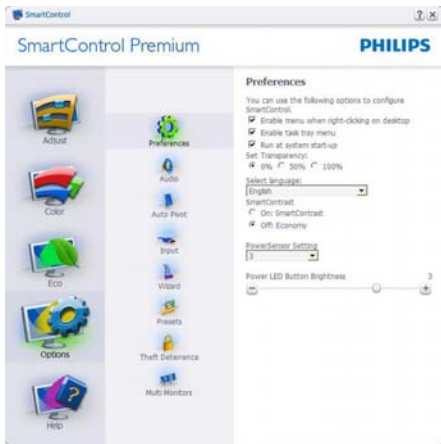 SmartControl
SmartControl Premium
PHILIPS
Adjust
Color
Eco
Options
Help
Preferences
Audio
Auto Pivot
Input
Wizard
Presets
Theft Deterrence
Multi Monitors
Preferences
You can use the following options to configure
SmartControl.
Enable menu when right-clicking on desktop
Enable task tray menu
Run at system start-up
Set Transparency:
0% 50% 100%
Select language:
English
SmartContrast
On: SmartContrast
Off: Economy
PowerSensor Setting
3
Power LED Button Brightness 3